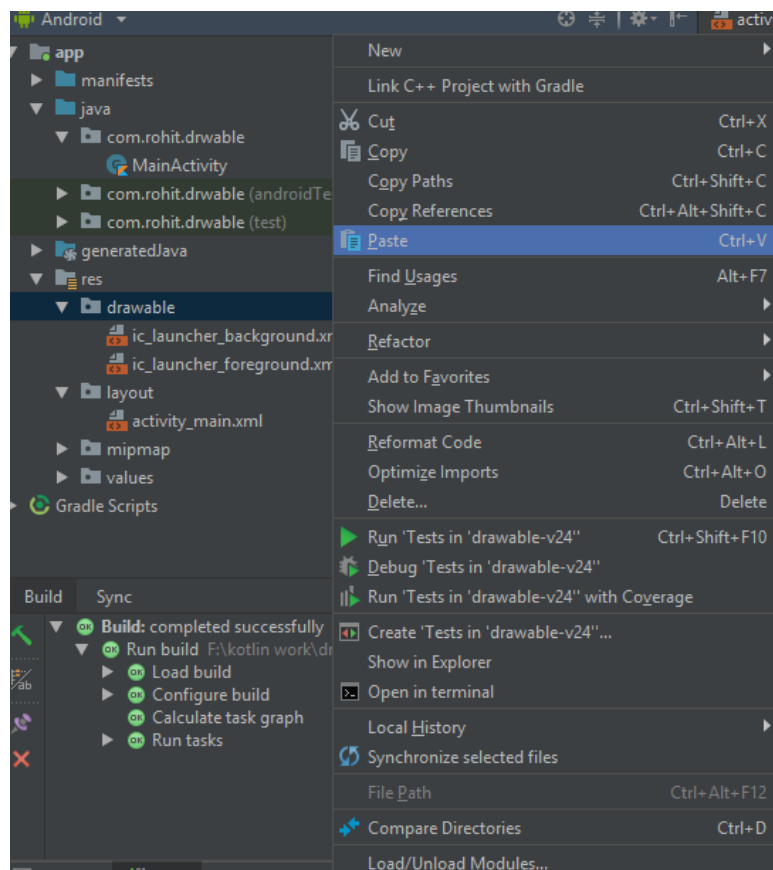 Android
activ
app
manifests
java
com.rohit.drwable
MainActivity
com.rohit.drwable (androidTe
com.rohit.drwable (test)
generatedJava
res
drawable
ic_launcher_background.xr
ic_launcher_foreground.xm
layout
activity_main.xml
mipmap
values
Gradle Scripts
New
Link C++ Project with Gradle
Cut Ctrl+X
Copy Ctrl+C
Copy Paths Ctrl+Shift+C
Copy References Ctrl+Alt+Shift+C
Paste Ctrl+V
Find Usages Alt+F7
Analyze
Refactor
Add to Favorites
Show Image Thumbnails Ctrl+Shift+T
Reformat Code Ctrl+Alt+L
Optimize Imports Ctrl+Alt+O
Delete... Delete
Run 'Tests in 'drawable-v24'' Ctrl+Shift+F10
Debug 'Tests in 'drawable-v24''
Run 'Tests in 'drawable-v24'' with Coverage
Create 'Tests in 'drawable-v24''...
Show in Explorer
Open in terminal
Local History
Synchronize selected files
File Path Ctrl+Alt+F12
Compare Directories Ctrl+D
Load/Unload Modules...
Build Sync
Build: completed successfully
Run build F:\kotlin work\dr
OK Load build
OK Configure build
OK Calculate task graph
OK Run tasks